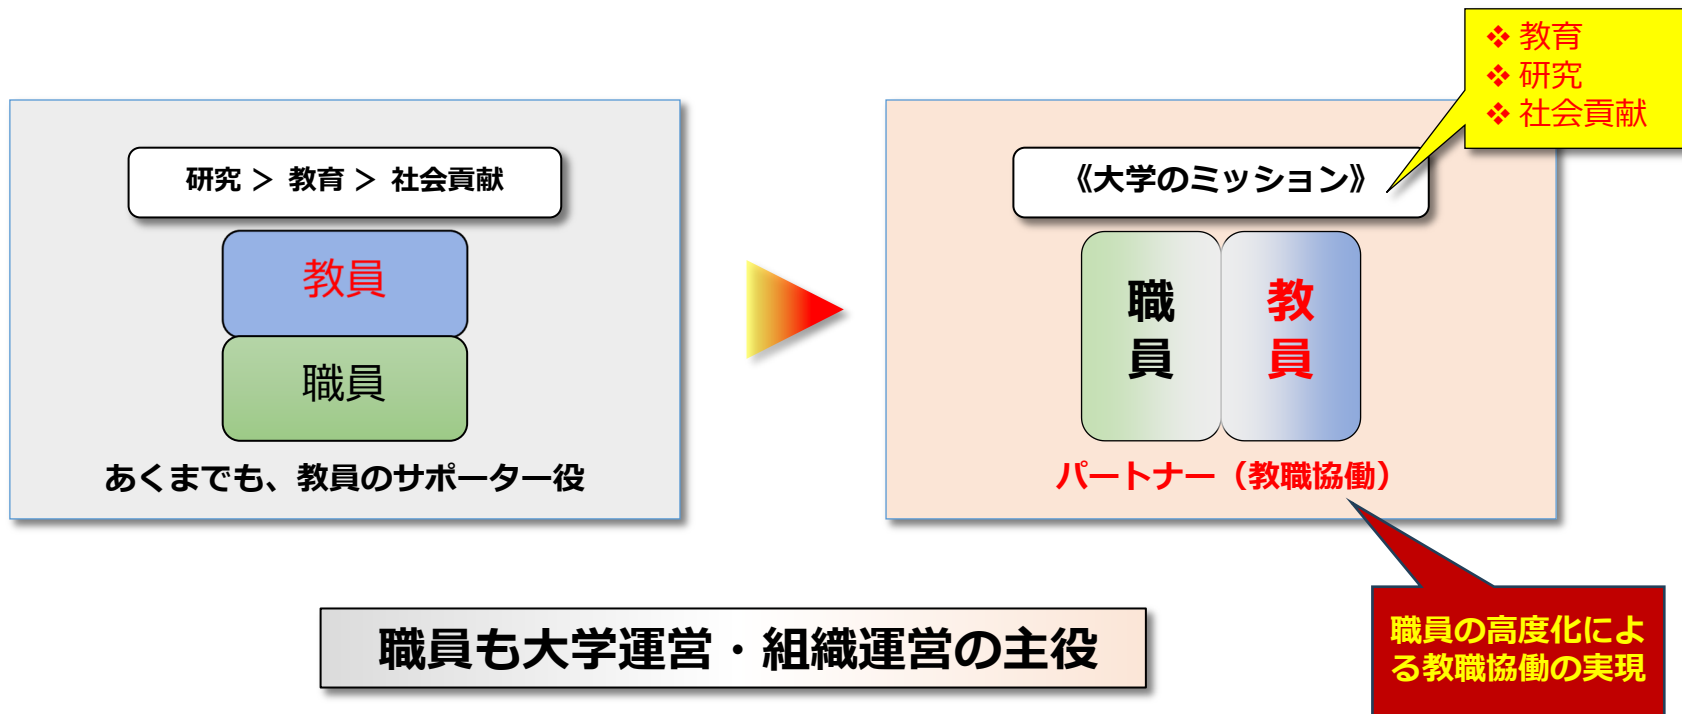 ❖ 教育
❖ 研究
❖ 社会貢献
研究 ＞ 教育 ＞ 社会貢献
教員
職員
あくまでも、教員のサポーター役
《大学のミッション》
職員
教員
パートナー（教職協働）
職員の高度化によ
る教職協働の実現
職員も大学運営・組織運営の主役